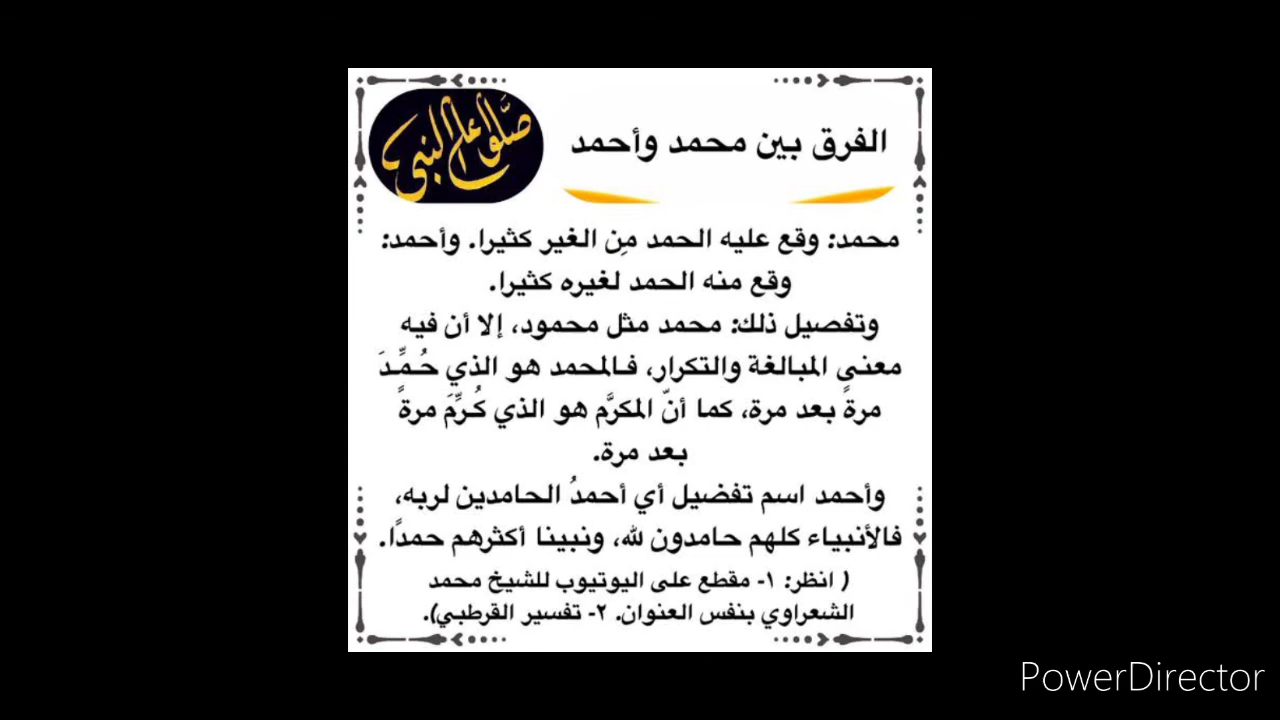 الفرق بين محمد وأحمد
صلوا على النبي
محمد: وقع عليه الحمد مِن الغير كثيرا. وأحمد:
وقع منه الحمد لغيره كثيرا.
وتفصيل ذلك: محمد مثل محمود، إلا أن فيه
معنى المبالغة والتكرار، فالمحمد هو الذي حُمِّدَ
مرةً بعد مرة، كما أنّ المكرَّم هو الذي كُرِّمَ مرةً
بعد مرة.
وأحمد اسم تفضيل أي أحمدُ الحامدين لربه،
فالأنبياء كلهم حامدون لله، ونبينا أكثرهم حمدًا.
( انظر: ١- مقطع على اليوتيوب للشيخ محمد
الشعراوي بنفس العنوان. ٢- تفسير القرطبي).
PowerDirector